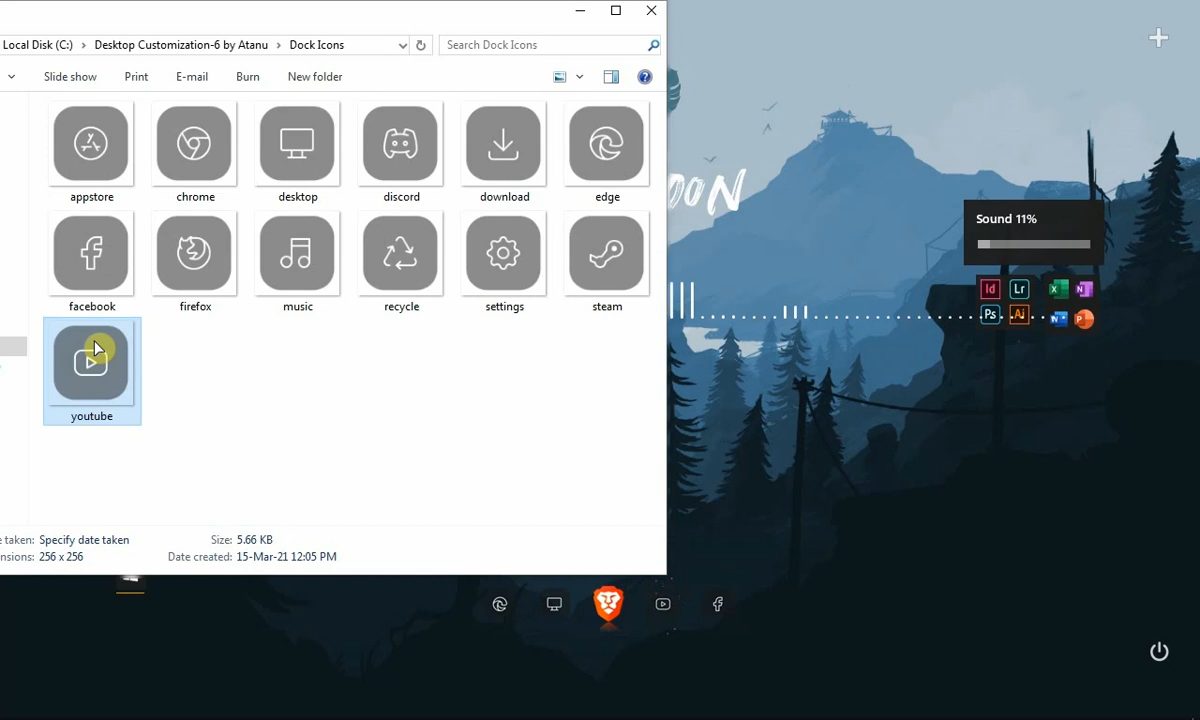 Local Disk (C:) › Desktop Customization-6 by Atanu › Dock Icons
Search Dock Icons
Slide show Print E-mail Burn New folder
appstore chrome desktop discord download edge
facebook firefox music recycle settings steam
youtube
taken: Specify date taken Size: 5.66 KB
256 x 256 Date created: 15-Mar-21 12:05 PM
OON
Sound 11%
Id Lr X N
Ps Ai W P